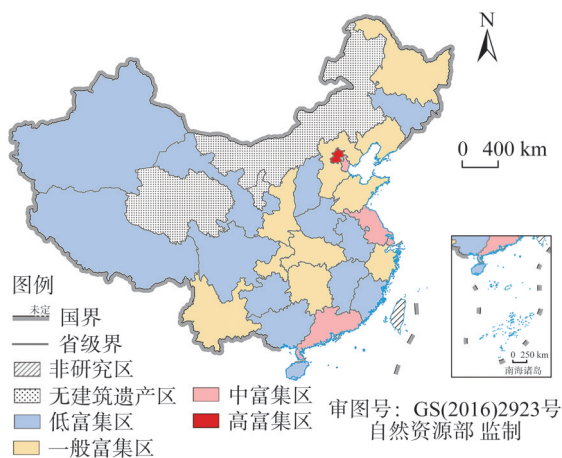 N
0 400 km
图例
未定
国界
省级界
非研究区
无建筑遗产区
低富集区
一般富集区
中富集区
高富集区
0 250 km
南海诸岛
审图号：GS(2016)2923号
自然资源部 监制